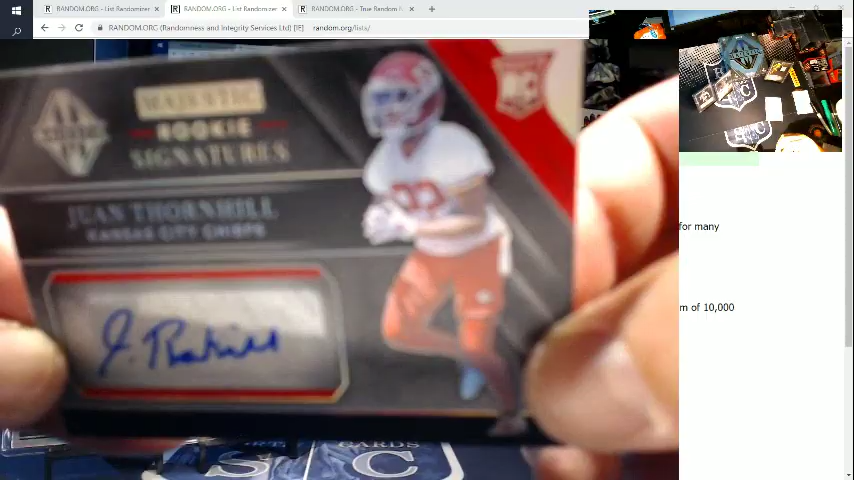 RANDOM.ORG - List Randomizer
RANDOM.ORG - List Randomizer
RANDOM.ORG - True Random
RANDOM.ORG (Randomness and Integrity Services Ltd) [IE]
random.org/lists/
MAJESTIC
ROOKIE
SIGNATURES
RC
JUAN THORNHILL
KANSAS CITY CHIEFS
J. Thornhill
for many
m of 10,000
CARDS
S C
S C